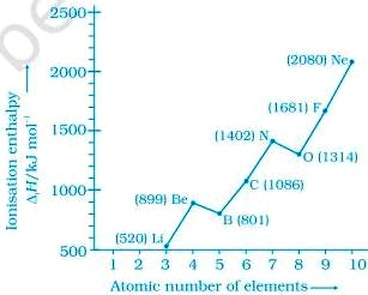 2500
(2080) Ne
2000
(1681) F
1500
(1402) N
O (1314)
C (1086)
1000
(899) Be
B (801)
(520) Li
500
1 2 3 4 5 6 7 8 9 10
Atomic number of elements
Ionisation enthalpy
ΔᵢH/kJ mol⁻¹